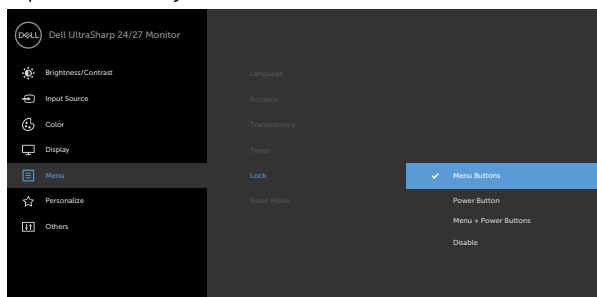 DELL Dell UltraSharp 24/27 Monitor
Brightness/Contrast Language
Input Source Rotation
Color Transparency
Display Timer
Menu Lock ✓ Menu Buttons
Personalize Reset Menu Power Button
Menu + Power Buttons
Others
Disable